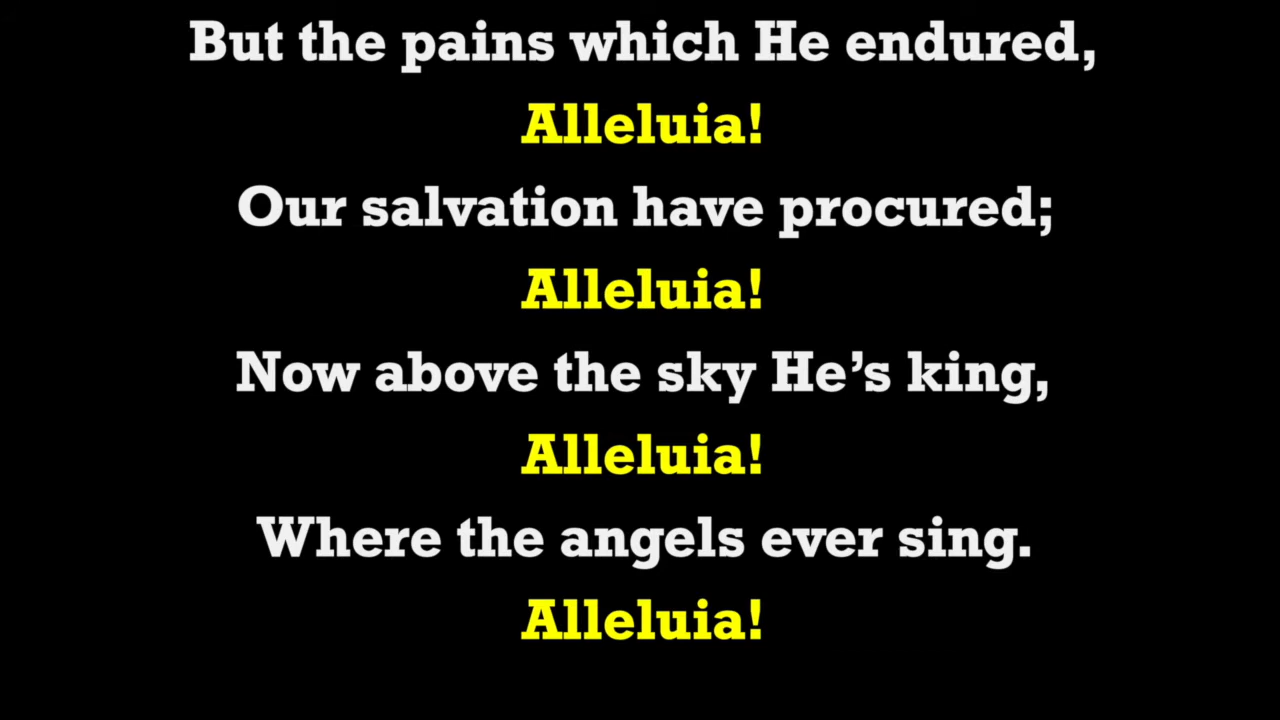 But the pains which He endured,
Alleluia!
Our salvation have procured;
Alleluia!
Now above the sky He’s king,
Alleluia!
Where the angels ever sing.
Alleluia!